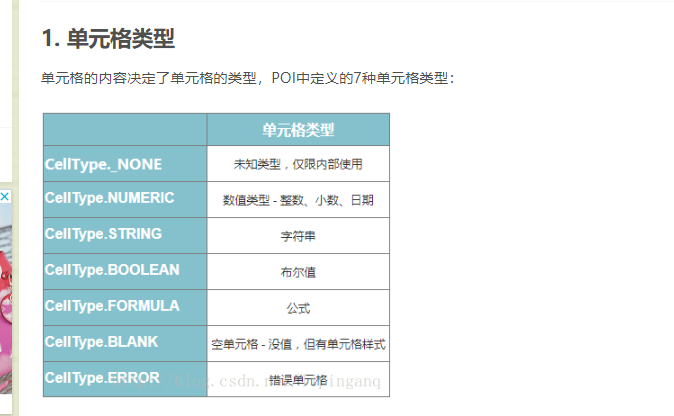 1. 单元格类型
单元格的内容决定了单元格的类型，POI中定义的7种单元格类型：
单元格类型
CellType._NONE 未知类型，仅限内部使用
CellType.NUMERIC 数值类型 - 整数、小数、日期
CellType.STRING 字符串
CellType.BOOLEAN 布尔值
CellType.FORMULA 公式
CellType.BLANK 空单元格 - 没值，但有单元格样式
CellType.ERROR 错误单元格